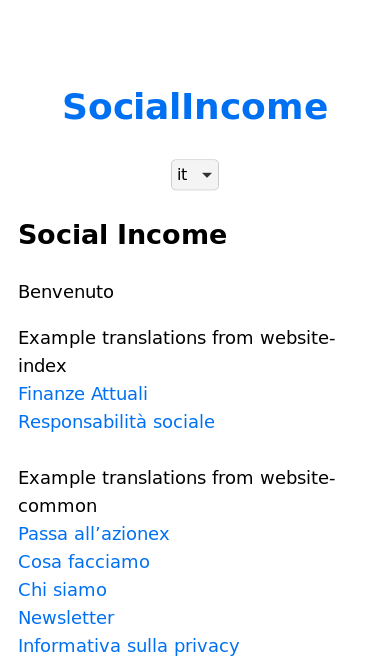 SocialIncome
it
Social Income
Benvenuto
Example translations from website-
index
Finanze Attuali
Responsabilità sociale
Example translations from website-
common
Passa all’azionex
Cosa facciamo
Chi siamo
Newsletter
Informativa sulla privacy